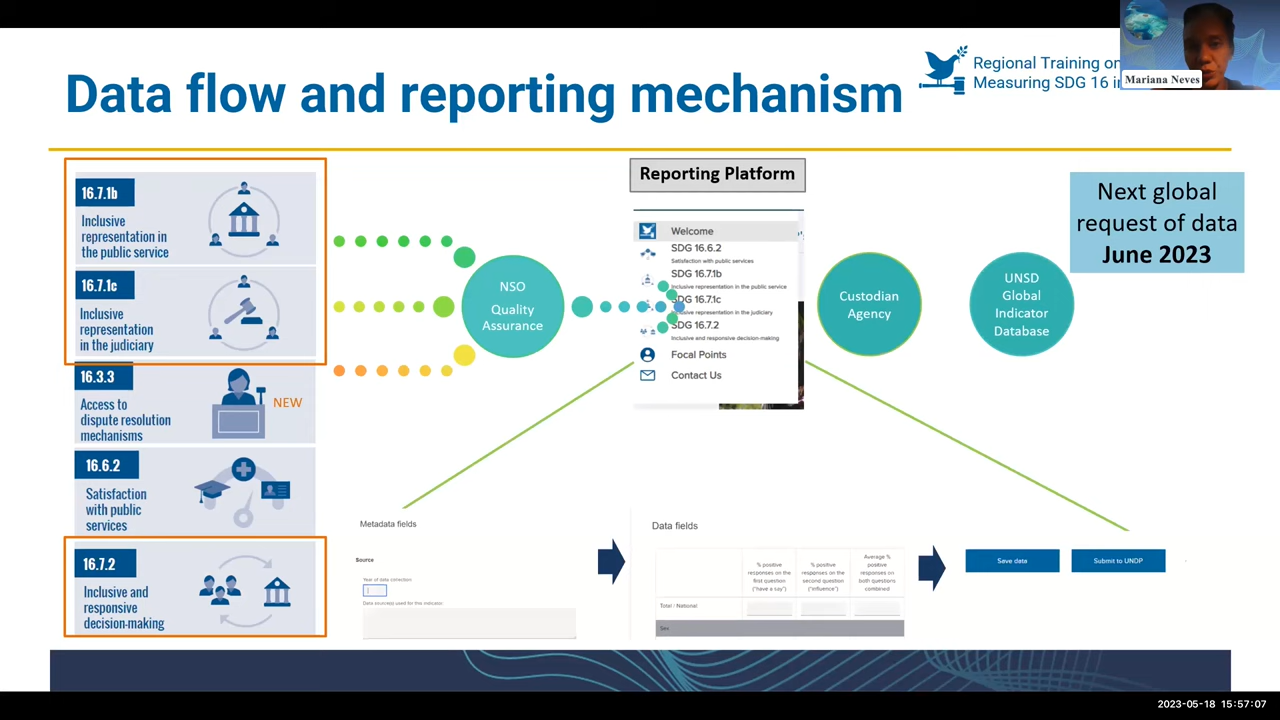 Data flow and reporting mechanism
Regional Training on
Measuring SDG 16 in
Mariana Neves
16.7.1b
Inclusive
representation in
the public service
16.7.1c
Inclusive
representation
in the judiciary
16.3.3
Access to
dispute resolution
mechanisms
NEW
16.6.2
Satisfaction
with public
services
16.7.2
Inclusive and
responsive
decision-making
NSO
Quality
Assurance
Reporting Platform
Welcome
SDG 16.6.2
Satisfaction with public services
SDG 16.7.1b
Inclusive representation in the public service
SDG 16.7.1c
Inclusive representation in the judiciary
SDG 16.7.2
Inclusive and responsive decision-making
Focal Points
Contact Us
Custodian
Agency
UNSD
Global
Indicator
Database
Next global
request of data
June 2023
Metadata fields
Source
Year of data collection
Data source(s) used for this indicator:
Data fields
% positive
responses on the
first question
("have a say")
% positive
responses on the
second question
("influence")
Average %
positive
responses on
both questions
combined
Total / National
Sex
Save data
Submit to UNDP
2023-05-18 15:57:07